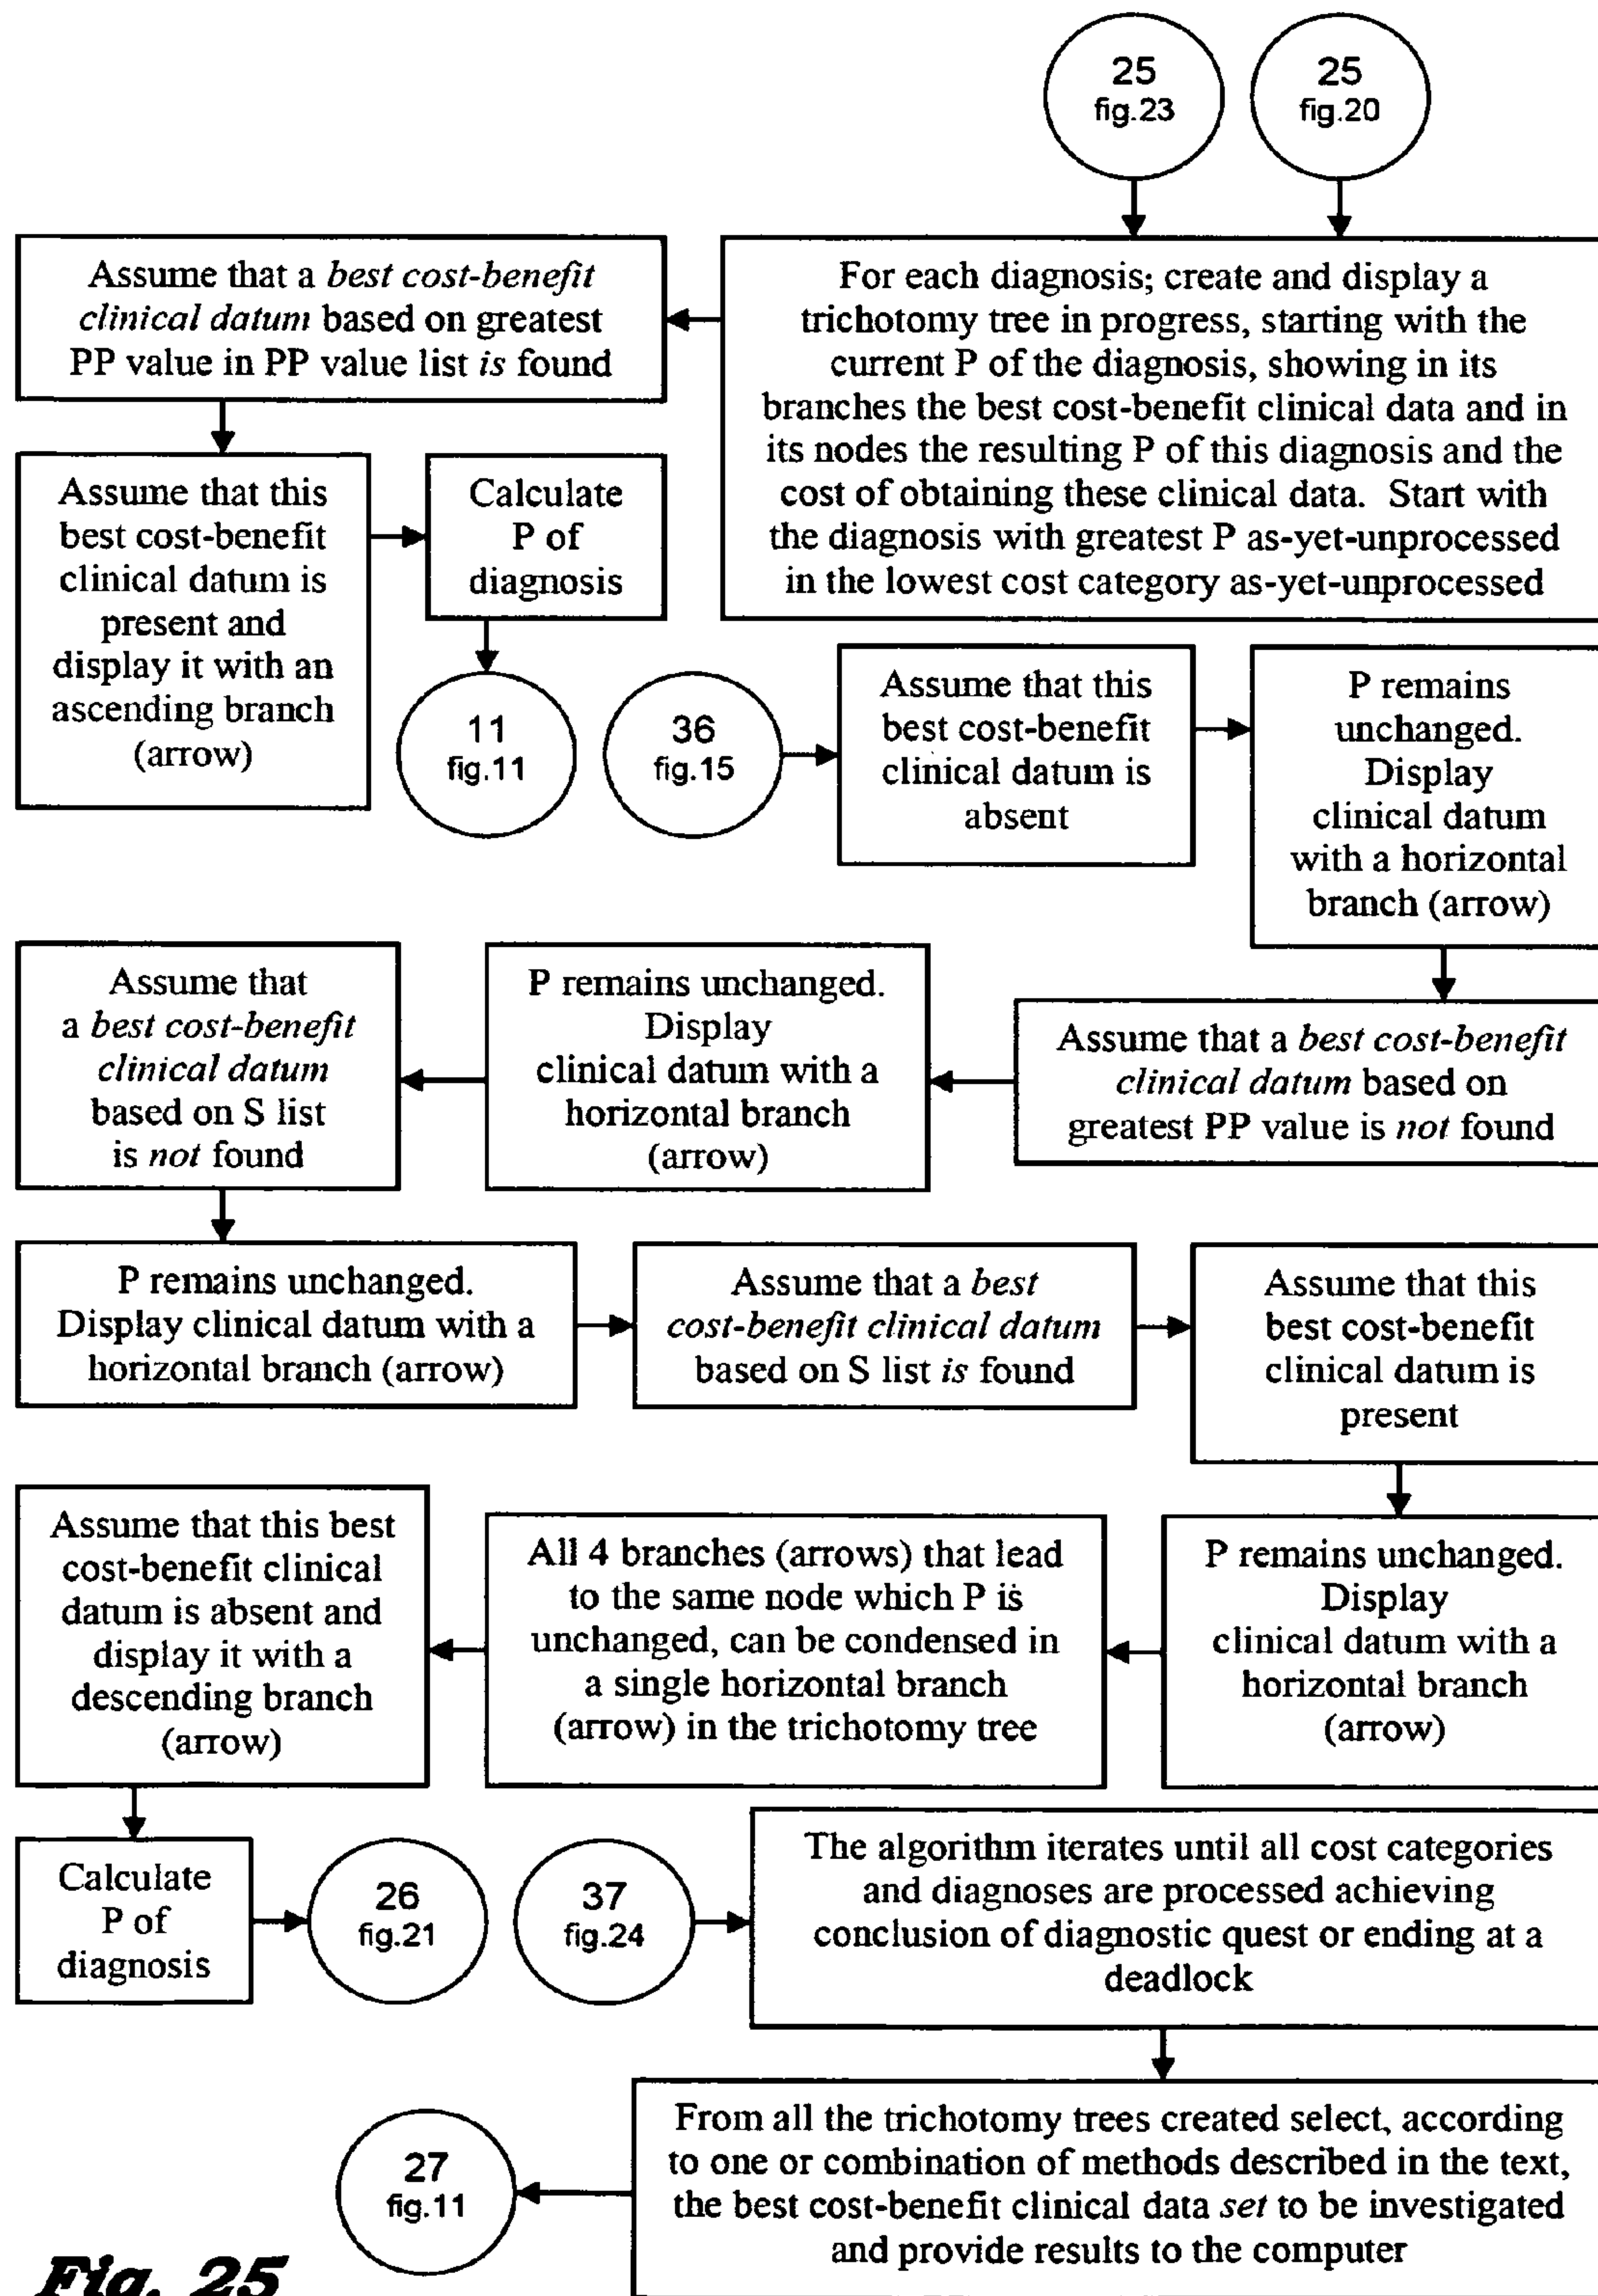 25
fig.23
25
fig.20
For each diagnosis; create and display a
trichotomy tree in progress, starting with the
current P of the diagnosis, showing in its
branches the best cost-benefit clinical data and in
its nodes the resulting P of this diagnosis and the
cost of obtaining these clinical data.  Start with
the diagnosis with greatest P as-yet-unprocessed
in the lowest cost category as-yet-unprocessed
Assume that a best cost-benefit
clinical datum based on greatest
PP value in PP value list is found
Assume that this
best cost-benefit
clinical datum is
present and
display it with an
ascending branch
(arrow)
Calculate
P of
diagnosis
11
fig.11
36
fig.15
Assume that this
best cost-benefit
clinical datum is
absent
P remains
unchanged.
Display
clinical datum
with a horizontal
branch (arrow)
Assume that a best cost-benefit
clinical datum based on
greatest PP value is not found
P remains unchanged.
Display
clinical datum with a
horizontal branch
(arrow)
Assume that
a best cost-benefit
clinical datum
based on S list
is not found
P remains unchanged.
Display clinical datum with a
horizontal branch (arrow)
Assume that a best
cost-benefit clinical datum
based on S list is found
Assume that this
best cost-benefit
clinical datum is
present
P remains unchanged.
Display
clinical datum with a
horizontal branch
(arrow)
All 4 branches (arrows) that lead
to the same node which P is
unchanged, can be condensed in
a single horizontal branch
(arrow) in the trichotomy tree
Assume that this best
cost-benefit clinical
datum is absent and
display it with a
descending branch
(arrow)
Calculate
P of
diagnosis
26
fig.21
37
fig.24
The algorithm iterates until all cost categories
and diagnoses are processed achieving
conclusion of diagnostic quest or ending at a
deadlock
From all the trichotomy trees created select, according
to one or combination of methods described in the text,
the best cost-benefit clinical data set to be investigated
and provide results to the computer
27
fig.11
Fig. 25